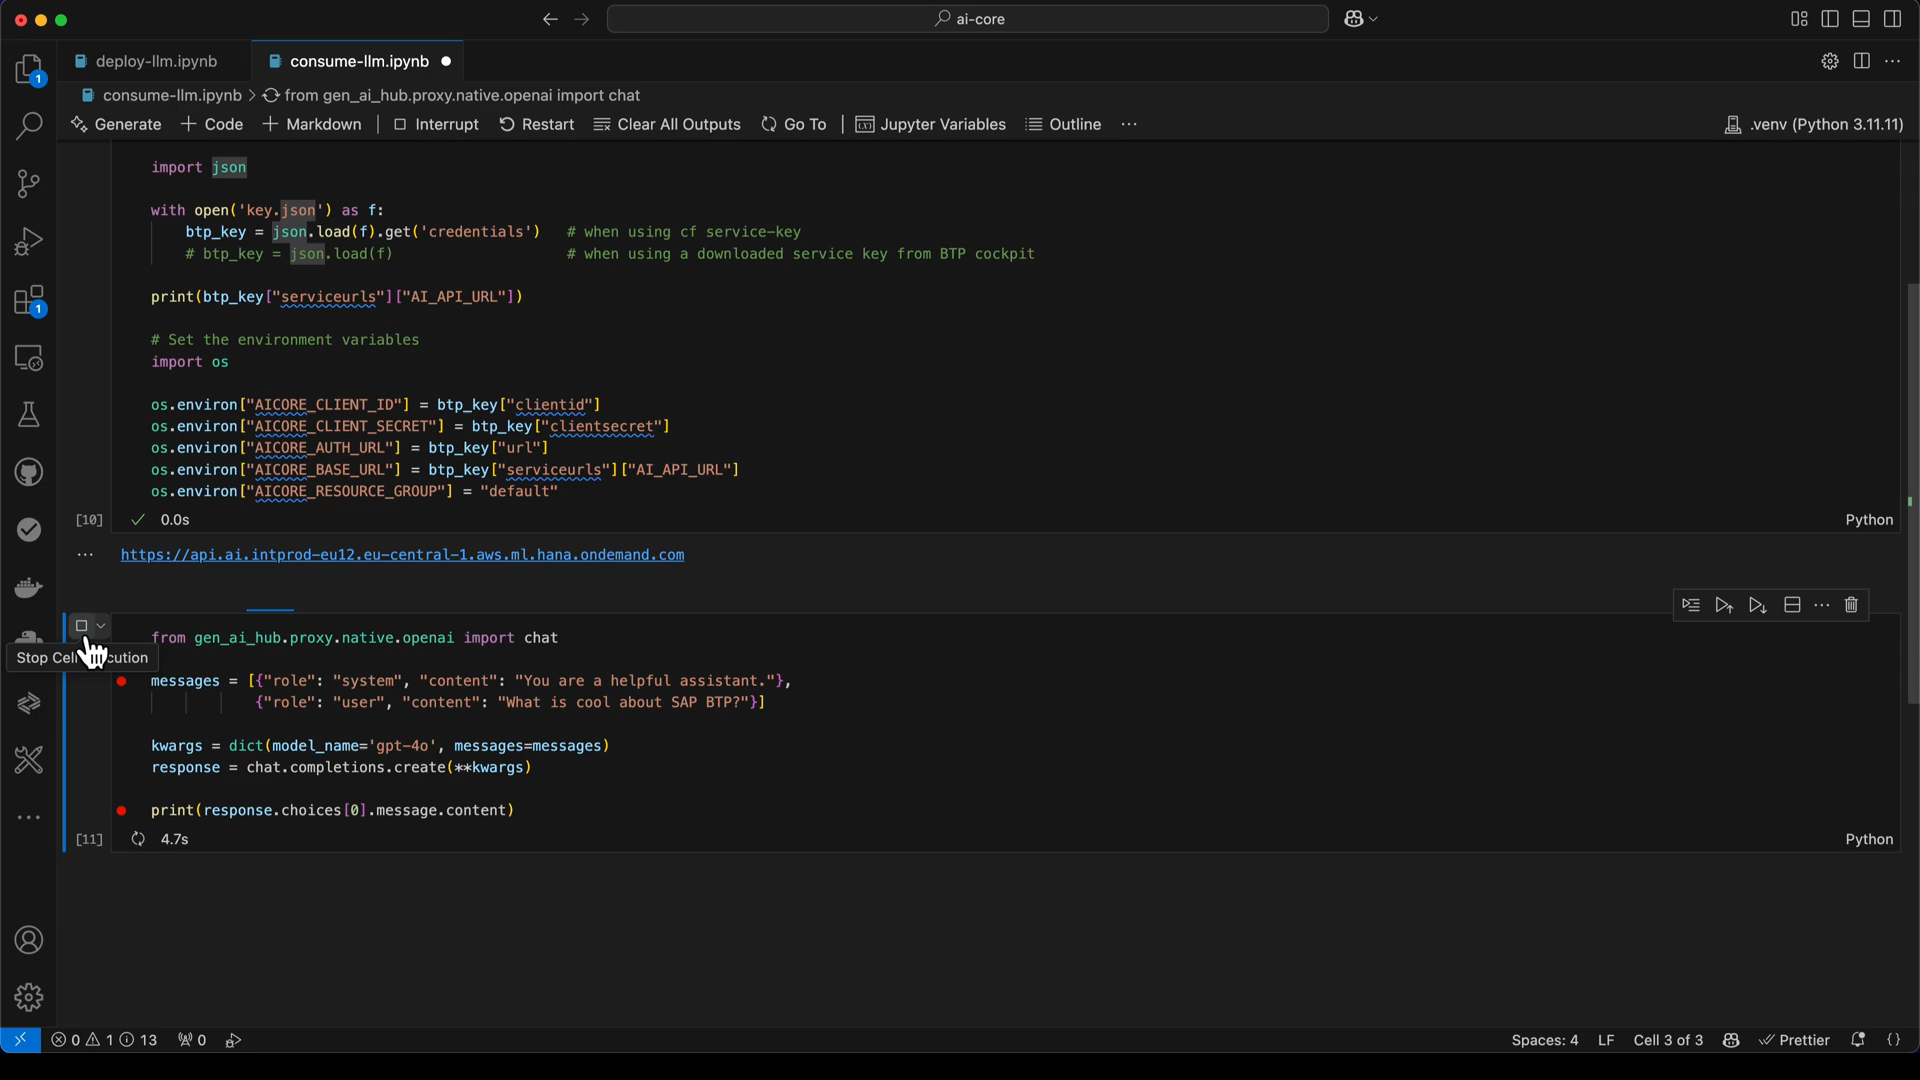 ai-core
deploy-llm.ipynb
consume-llm.ipynb
consume-llm.ipynb > from gen_ai_hub.proxy.native.openai import chat
Generate + Code + Markdown | Interrupt Restart Clear All Outputs Go To | Jupyter Variables Outline ... .venv (Python 3.11.11)
1
import json
with open('key.json') as f:
btp_key = json.load(f).get('credentials') # when using cf service-key
# btp_key = json.load(f) # when using a downloaded service key from BTP cockpit
print(btp_key["serviceurls"]["AI_API_URL"])
1
# Set the environment variables
import os
os.environ["AICORE_CLIENT_ID"] = btp_key["clientid"]
os.environ["AICORE_CLIENT_SECRET"] = btp_key["clientsecret"]
os.environ["AICORE_AUTH_URL"] = btp_key["url"]
os.environ["AICORE_BASE_URL"] = btp_key["serviceurls"]["AI_API_URL"]
os.environ["AICORE_RESOURCE_GROUP"] = "default"
[10] 0.0s Python
... https://api.ai.intprod-eu12.eu-central-1.aws.ml.hana.ondemand.com
from gen_ai_hub.proxy.native.openai import chat
Stop Cell
messages = [{"role": "system", "content": "You are a helpful assistant."},
{"role": "user", "content": "What is cool about SAP BTP?"}]
kwargs = dict(model_name='gpt-4o', messages=messages)
response = chat.completions.create(**kwargs)
print(response.choices[0].message.content)
[11] 4.7s Python
0 1 13 0 Spaces: 4 LF Cell 3 of 3 Prettier {}